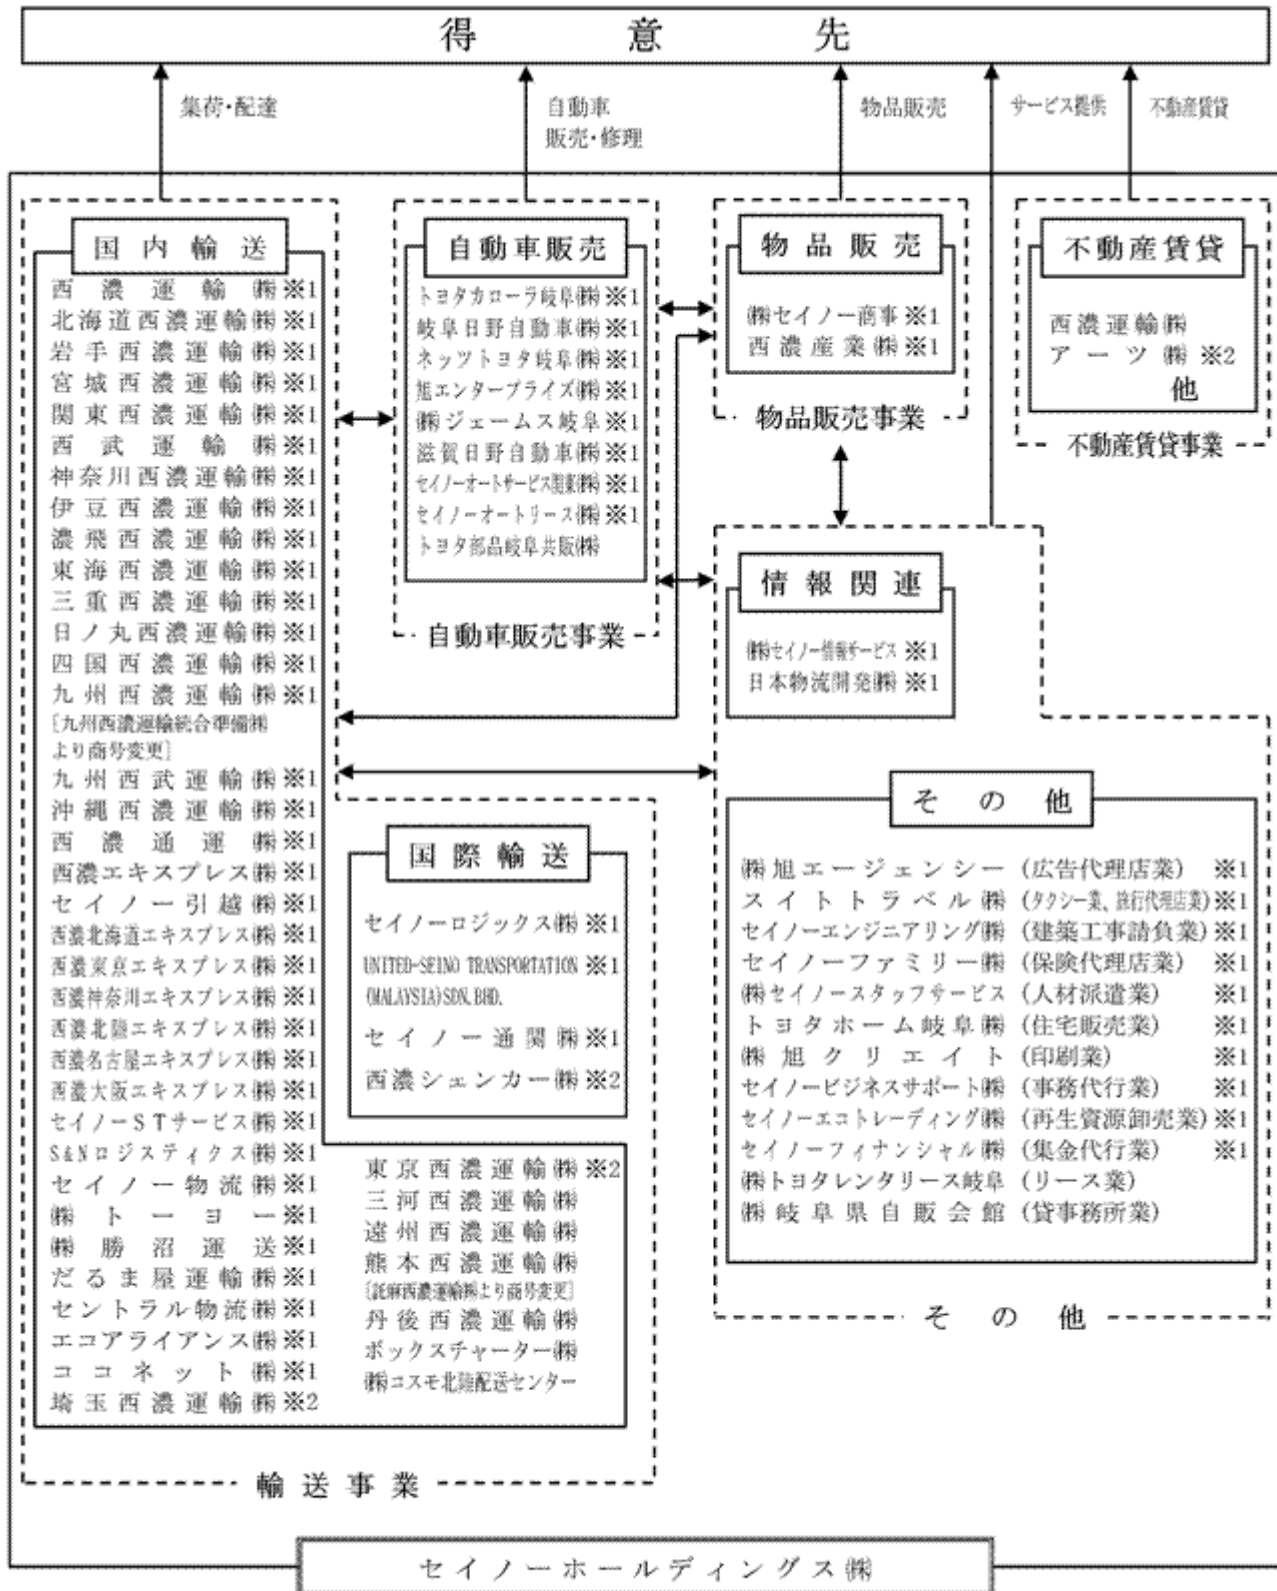 得意先
集荷・配達
自動車
販売・修理
物品販売
サービス提供
不動産賃貸
国内輸送
西濃運輸㈱※1
北海道西濃運輸㈱※1
岩手西濃運輸㈱※1
宮城西濃運輸㈱※1
関東西濃運輸㈱※1
西武運輸㈱※1
神奈川西濃運輸㈱※1
伊豆西濃運輸㈱※1
濃飛西濃運輸㈱※1
東海西濃運輸㈱※1
三重西濃運輸㈱※1
日ノ丸西濃運輸㈱※1
四国西濃運輸㈱※1
九州西濃運輸㈱※1
[九州西濃運輸統合準備㈱
より商号変更]
九州西武運輸㈱※1
沖縄西濃運輸㈱※1
西濃通運㈱※1
西濃エキスプレス㈱※1
セイノー引越㈱※1
西濃北海道エキスプレス㈱※1
西濃東京エキスプレス㈱※1
西濃神奈川エキスプレス㈱※1
西濃北陸エキスプレス㈱※1
西濃名古屋エキスプレス㈱※1
西濃大阪エキスプレス㈱※1
セイノーSTサービス㈱※1
S&Nロジスティクス㈱※1
セイノー物流㈱※1
㈱トーヨー※1
㈱勝沼運送※1
だるま屋運輸㈱※1
セントラル物流㈱※1
エコアライアンス㈱※1
ココネット㈱※1
埼玉西濃運輸㈱※2
東京西濃運輸㈱※2
三河西濃運輸㈱
遠州西濃運輸㈱
熊本西濃運輸㈱
[託麻西濃運輸㈱より商号変更]
丹後西濃運輸㈱
ボックスチャーター㈱
㈱コスモ北陸配送センター
国際輸送
セイノーロジックス㈱※1
UNITED-SEINO TRANSPORTATION ※1
(MALAYSIA)SDN.BHD.
セイノー通関㈱※1
西濃シェンカー㈱※2
輸送事業
自動車販売
トヨタカローラ岐阜㈱※1
岐阜日野自動車㈱※1
ネッツトヨタ岐阜㈱※1
旭エンタープライズ㈱※1
㈱ジェームス岐阜※1
滋賀日野自動車㈱※1
セイノーオートサービス関東㈱※1
セイノーオートリース㈱※1
トヨタ部品岐阜共販㈱
自動車販売事業
物品販売
㈱セイノー商事※1
西濃産業㈱※1
物品販売事業
不動産賃貸
西濃運輸㈱
アーツ㈱※2
他
不動産賃貸事業
情報関連
㈱セイノー情報サービス※1
日本物流開発㈱※1
その他
㈱旭エージェンシー(広告代理店業)※1
スイトトラベル㈱(タクシー業、旅行代理店業)※1
セイノーエンジニアリング㈱(建築工事請負業)※1
セイノーファミリー㈱(保険代理店業)※1
㈱セイノースタッフサービス(人材派遣業)※1
トヨタホーム岐阜㈱(住宅販売業)※1
㈱旭クリエイト(印刷業)※1
セイノービジネスサポート㈱(事務代行業)※1
セイノーエコトレーディング㈱(再生資源卸売業)※1
セイノーフィナンシャル㈱(集金代行業)※1
㈱トヨタレンタリース岐阜(リース業)
㈱岐阜県自販会館(貸事務所業)
その他
セイノーホールディングス㈱